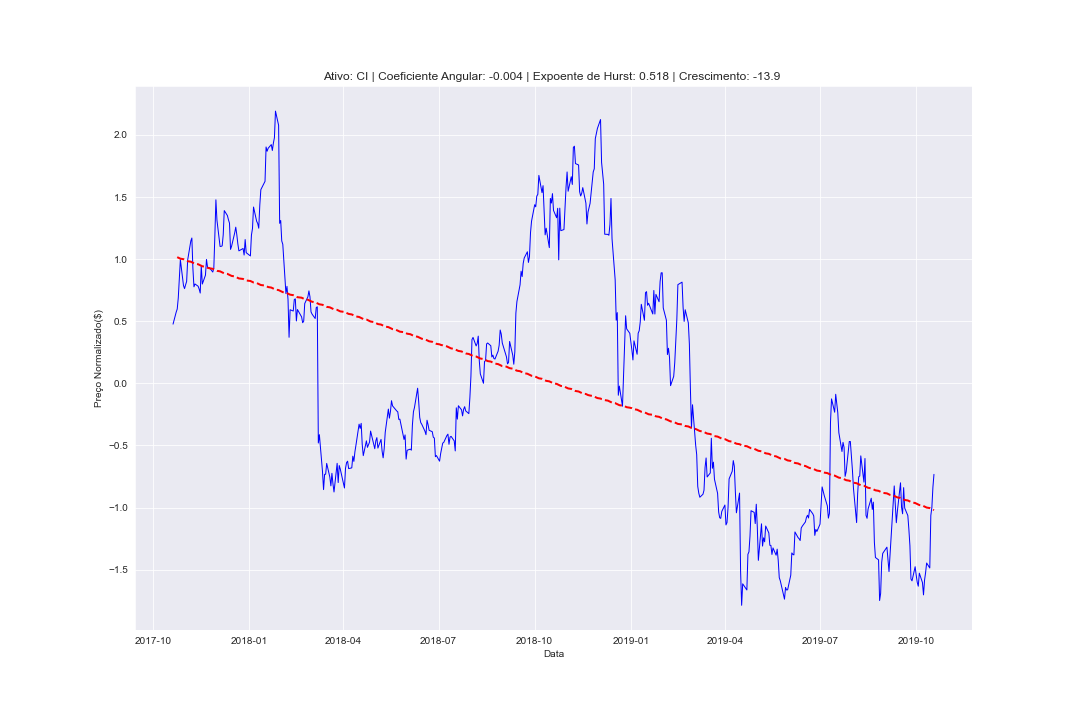 Ativo: CI | Coeficiente Angular: -0.004 | Expoente de Hurst: 0.518 | Crescimento: -13.9
Preço Normalizado($)
2.0
1.5
1.0
0.5
0.0
−0.5
−1.0
−1.5
2017-10 2018-01 2018-04 2018-07 2018-10 2019-01 2019-04 2019-07 2019-10
Data